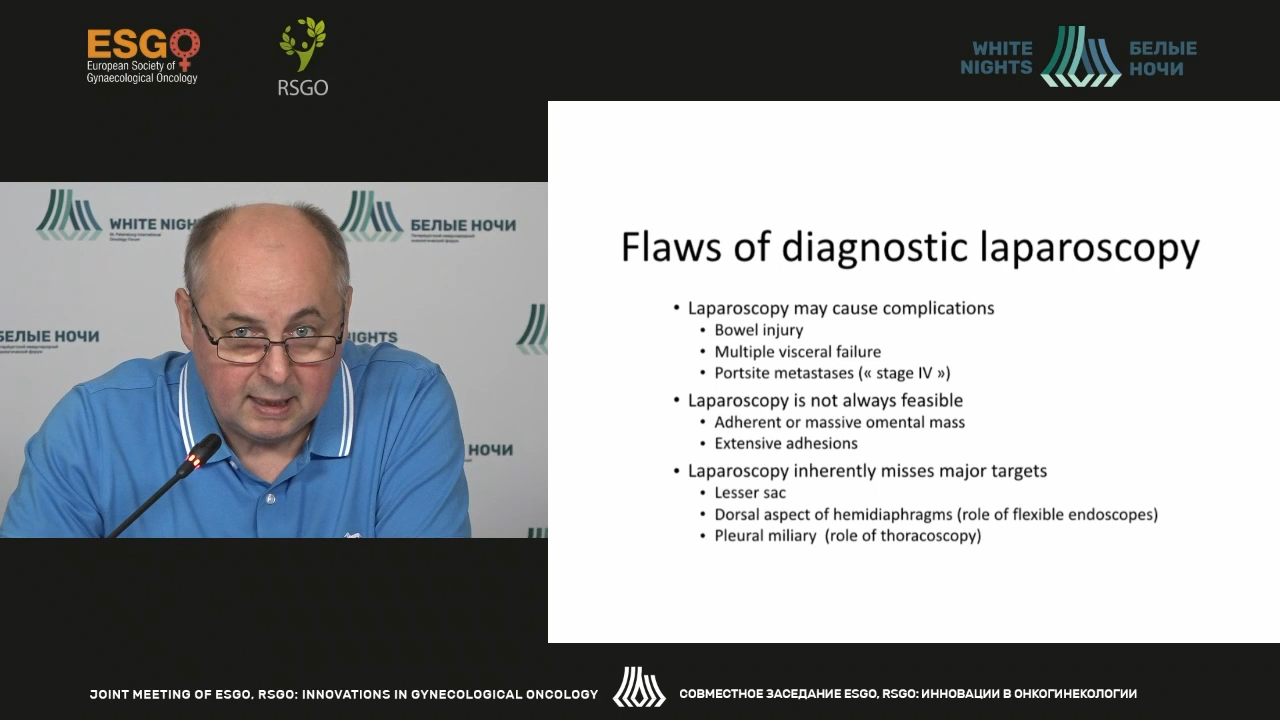 ESGO
European Society of
Gynaecological Oncology
RSGO
WHITE
NIGHTS
БЕЛЫЕ
НОЧИ
WHITE NIGH
БЕЛЫЕ НОЧИ
БЕЛЫЕ НОЧИ
NIGHTS
НОЧИ
Flaws of diagnostic laparoscopy
• Laparoscopy may cause complications
• Bowel injury
• Multiple visceral failure
• Portsite metastases (« stage IV »)
• Laparoscopy is not always feasible
• Adherent or massive omental mass
• Extensive adhesions
• Laparoscopy inherently misses major targets
• Lesser sac
• Dorsal aspect of hemidiaphragms (role of flexible endoscopes)
• Pleural miliary (role of thoracoscopy)
JOINT MEETING OF ESGO, RSGO: INNOVATIONS IN GYNECOLOGICAL ONCOLOGY
СОВМЕСТНОЕ ЗАСЕДАНИЕ ESGO, RSGO: ИННОВАЦИИ В ОНКОГИНЕКОЛОГИИ